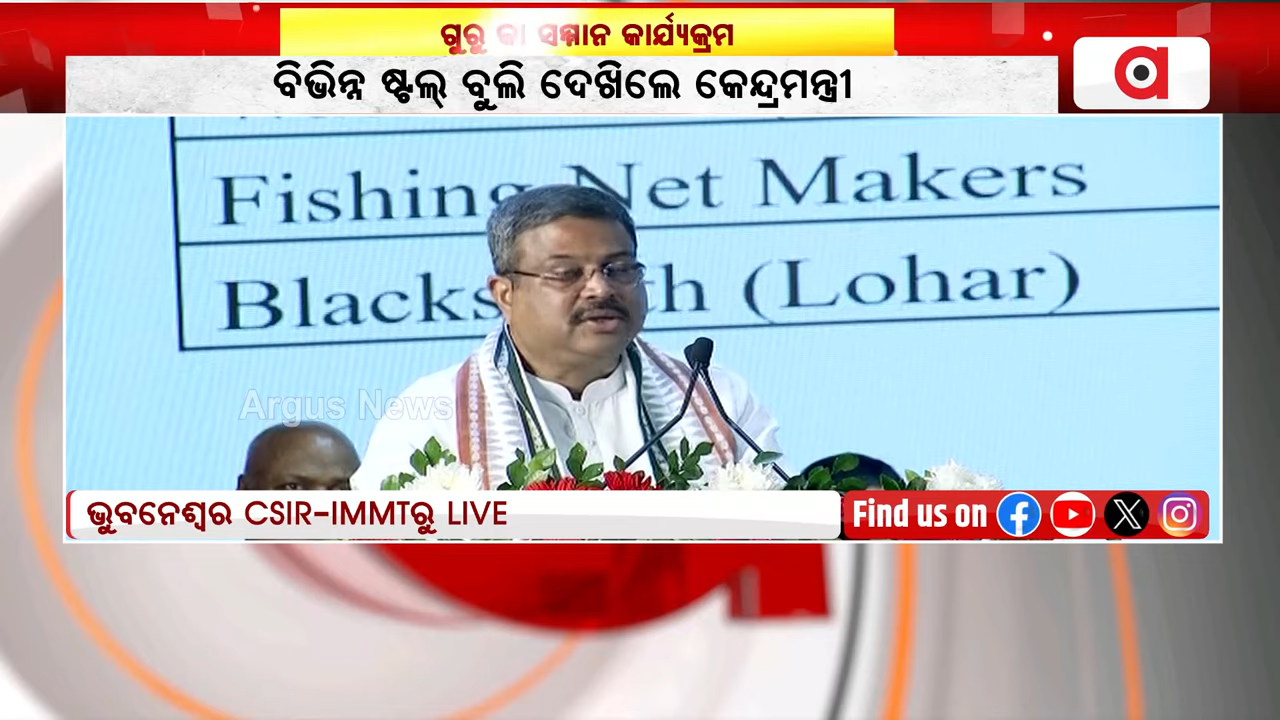 ଗୁରୁ କା ସମ୍ମାନ କାର୍ଯ୍ୟକ୍ରମ
ବିଭିନ୍ନ ଷ୍ଟଲ୍ ବୁଲି ଦେଖିଲେ କେନ୍ଦ୍ରମନ୍ତ୍ରୀ
Fishing Net Makers
(Lohar)
Argus News
ଭୁବନେଶ୍ୱର CSIR-IMMTରୁ LIVE
Find us on